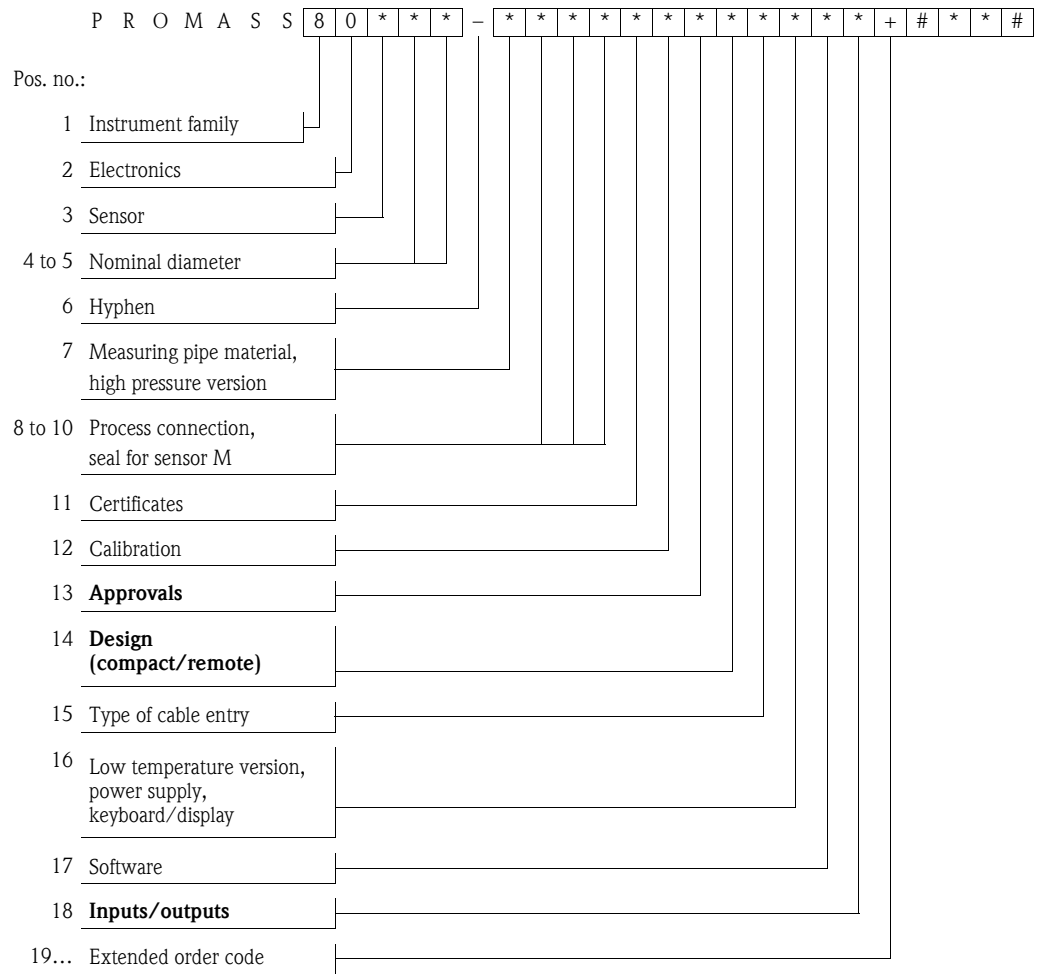 PROMASS 8 0 * * * – * * * * * * * * * * * * + # * * #
Pos. no.:
1 Instrument family
2 Electronics
3 Sensor
4 to 5 Nominal diameter
6 Hyphen
7 Measuring pipe material,
high pressure version
8 to 10 Process connection,
seal for sensor M
11 Certificates
12 Calibration
13 Approvals
14 Design
(compact/remote)
15 Type of cable entry
16 Low temperature version,
power supply,
keyboard/display
17 Software
18 Inputs/outputs
19... Extended order code